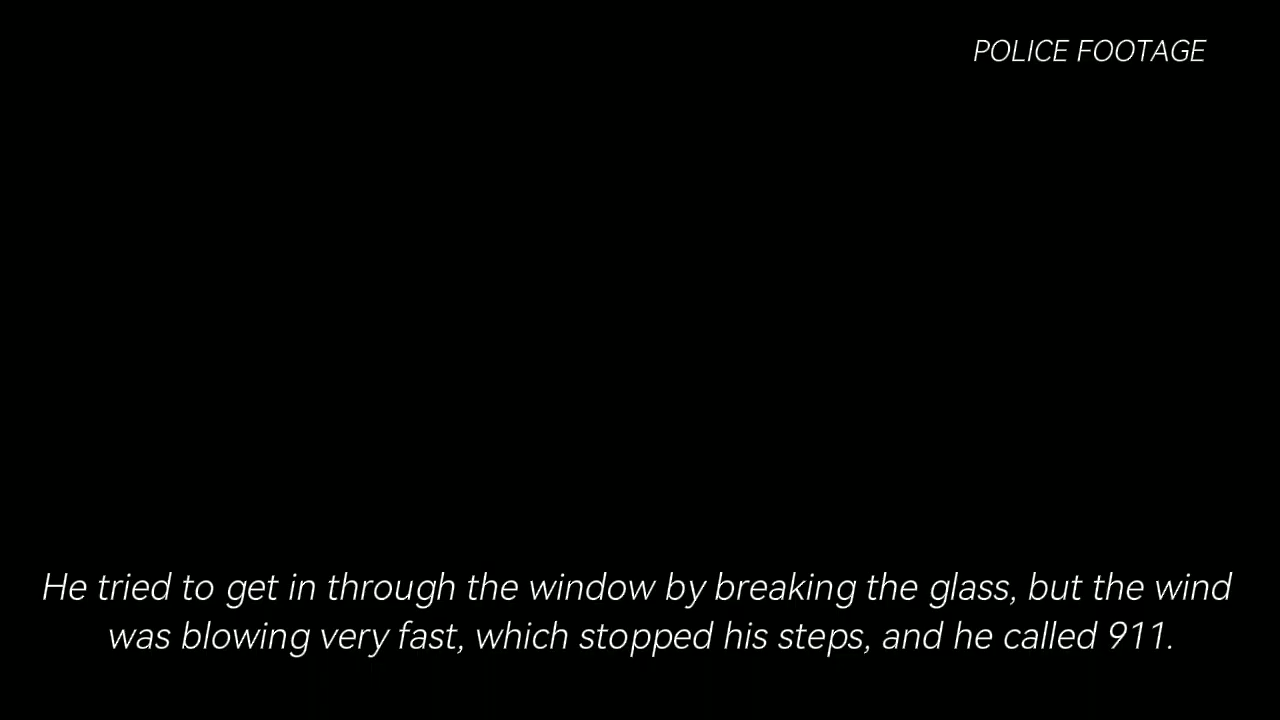 POLICE FOOTAGE
He tried to get in through the window by breaking the glass, but the wind
was blowing very fast, which stopped his steps, and he called 911.